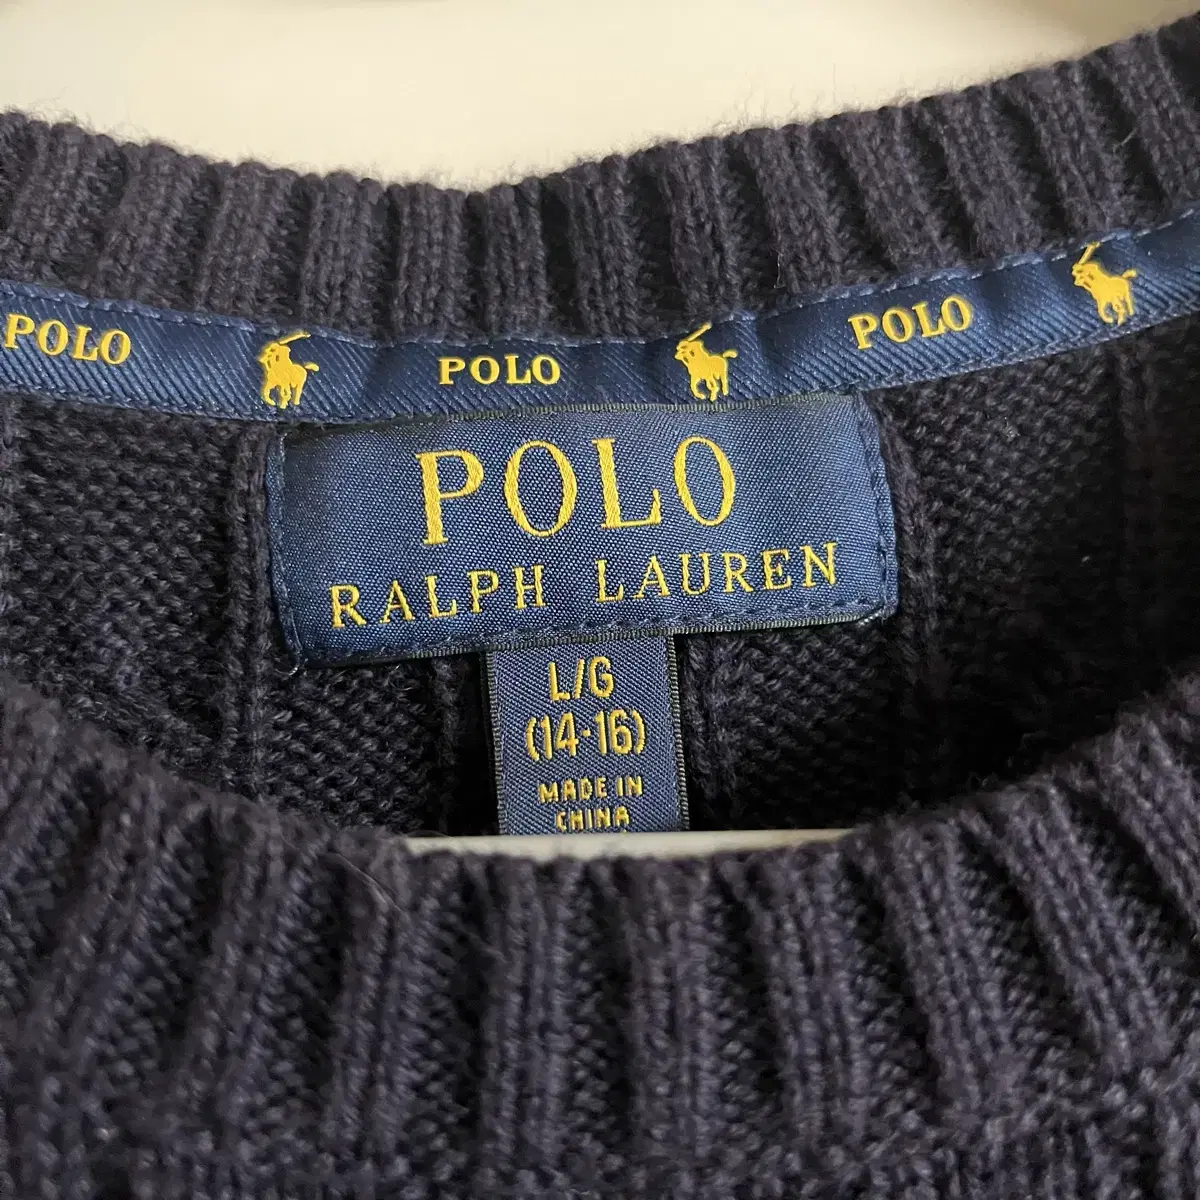 POLO POLO POLO
POLO
RALPH LAUREN
L/G
(14-16)
MADE IN
CHINA